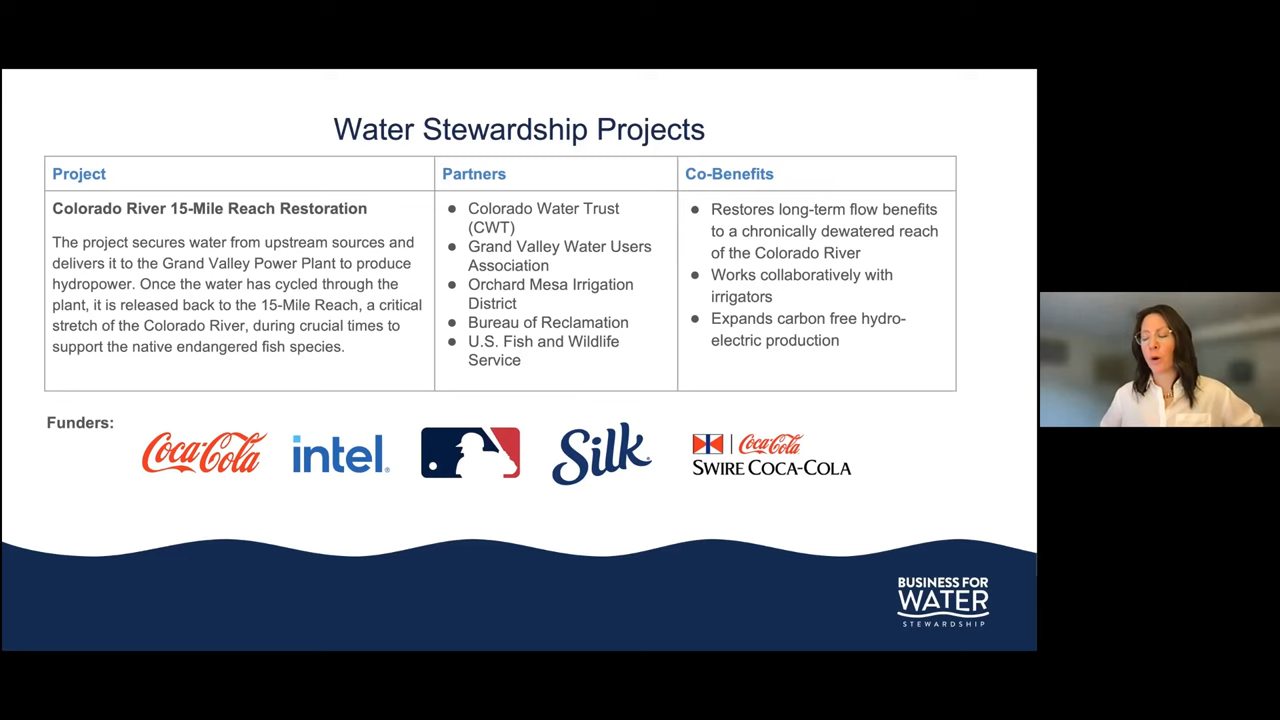 Water Stewardship Projects
Project
Partners
Co-Benefits
Colorado River 15-Mile Reach Restoration
The project secures water from upstream sources and
delivers it to the Grand Valley Power Plant to produce
hydropower. Once the water has cycled through the
plant, it is released back to the 15-Mile Reach, a critical
stretch of the Colorado River, during crucial times to
support the native endangered fish species.
● Colorado Water Trust
(CWT)
● Grand Valley Water Users
Association
● Orchard Mesa Irrigation
District
● Bureau of Reclamation
● U.S. Fish and Wildlife
Service
● Restores long-term flow benefits
to a chronically dewatered reach
of the Colorado River
● Works collaboratively with
irrigators
● Expands carbon free hydro-
electric production
Funders:
Coca-Cola
intel.
Silk
Coca-Cola
SWIRE COCA-COLA
BUSINESS FOR
WATER
STEWARDSHIP